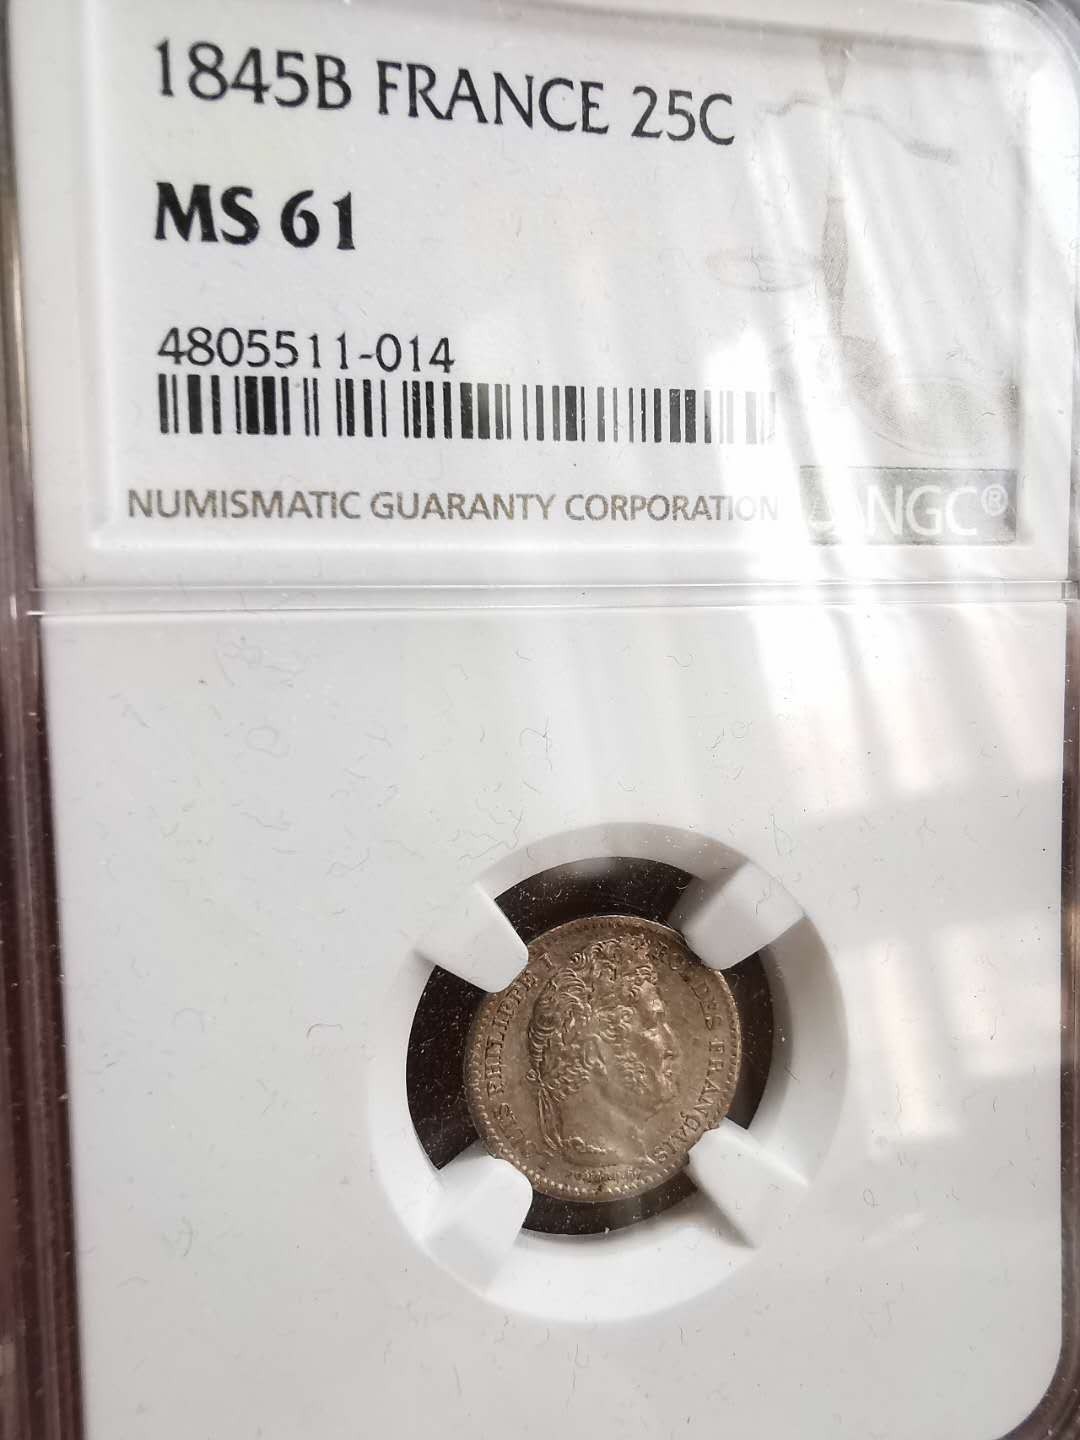 1845B FRANCE 25C
MS 61
4805511-014
NUMISMATIC GUARANTY CORPORATION NGC®
LOUIS PHILIPPE I ROI DES FRANÇAIS